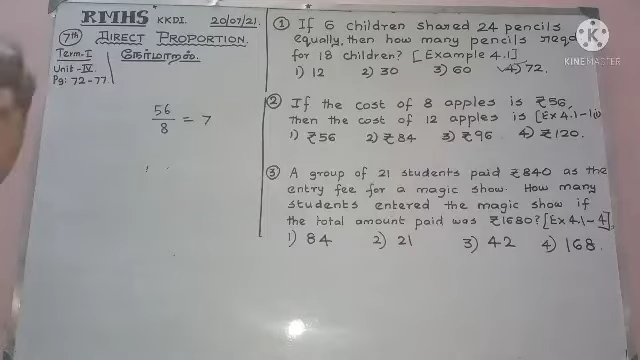 RMHS KKDI. 20/07/21.
7th DIRECT PROPORTION.
Term-I நேர்மாறல்.
Unit-IV
Pg: 72-77.
56/8 = 7
① If 6 children shared 24 pencils
equally, then how many pencils
for 18 children? [Example 4.1]
1) 12 2) 30 3) 60 4) 72.
② If the cost of 8 apples is ₹56,
then the cost of 12 apples is [Ex 4.1-1(i)
1) ₹56 2) ₹84 3) ₹96 4) ₹120.
③ A group of 21 students paid ₹840 as the
entry fee for a magic show. How many
students entered the magic show if
the total amount paid was ₹1680? [Ex 4.1-4].
1) 84 2) 21 3) 42 4) 168.
KINEMASTER